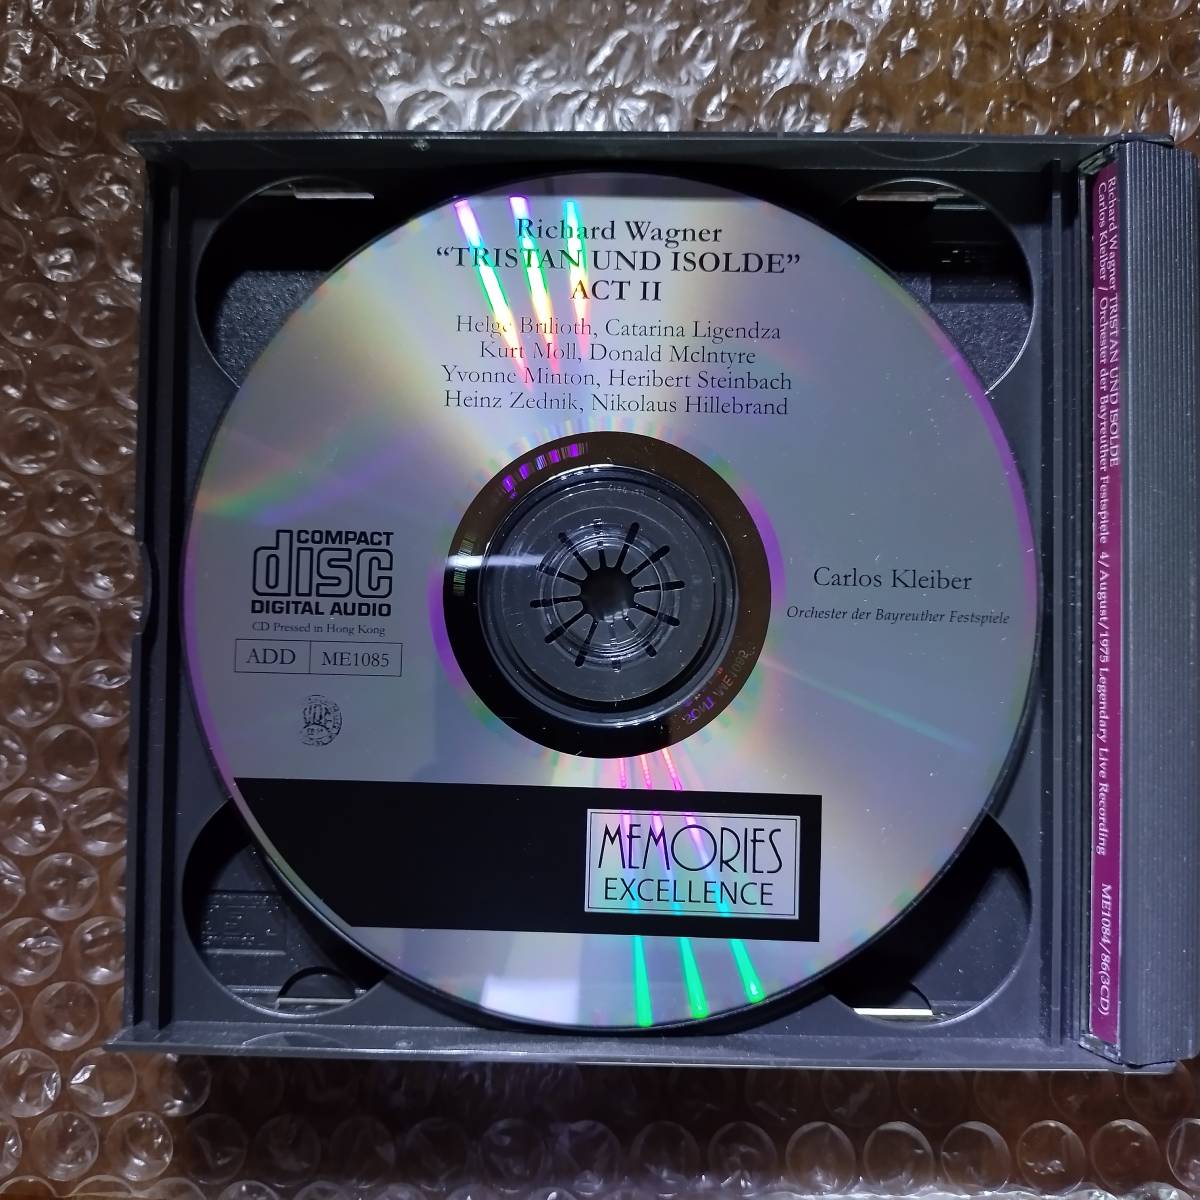 Richard Wagner
“TRISTAN UND ISOLDE”
ACT II
Helge Brilioth, Catarina Ligendza
Kurt Moll, Donald McIntyre
Yvonne Minton, Heribert Steinbach
Heinz Zednik, Nikolaus Hillebrand
COMPACT
disc
DIGITAL AUDIO
CD Pressed in Hong Kong
ADD ME1085
Carlos Kleiber
Orchester der Bayreuther Festspiele
MEMORIES
EXCELLENCE
Richard Wagner TRISTAN UND ISOLDE
Carlos Kleiber / Orchester der Bayreuther Festspiele 4/August/1975 Legendary Live Recording ME1084/86(3CD)